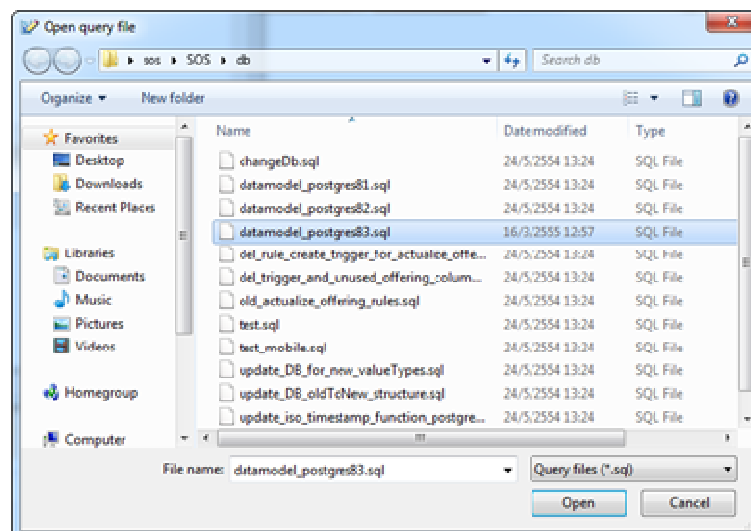 Open query file
sos SOS db
Search db
Organize New folder
Favorites
Desktop
Downloads
Recent Places
Libraries
Documents
Music
Pictures
Videos
Homegroup
Computer
Name Date modified Type
changeDb.sql 24/5/2554 13:24 SQL File
datamodel_postgres81.sql 24/5/2554 13:24 SQL File
datamodel_postgres82.sql 24/5/2554 13:24 SQL File
datamodel_postgres83.sql 16/3/2555 12:57 SQL File
del_rule_create_trigger_for_actualize_offe... 24/5/2554 13:24 SQL File
del_trigger_and_unused_offering_colum... 24/5/2554 13:24 SQL File
old_actualize_offering_rules.sql 24/5/2554 13:24 SQL File
test.sql 24/5/2554 13:24 SQL File
test_mobile.sql 24/5/2554 13:24 SQL File
update_DB_for_new_valueTypes.sql 24/5/2554 13:24 SQL File
update_DB_oldToNew_structure.sql 24/5/2554 13:24 SQL File
update_iso_timestamp_function_postgre... 24/5/2554 13:24 SQL File
File name: datamodel_postgres83.sql Query files (*.sql)
Open Cancel